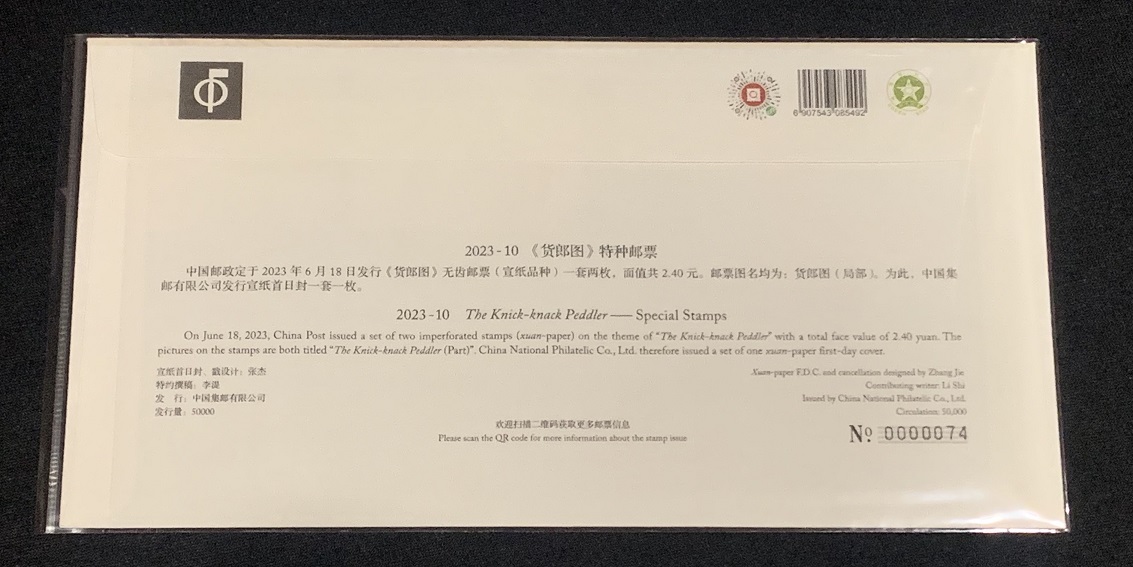 6 907543 085492
2023-10 《货郎图》特种邮票
中国邮政定于 2023 年 6 月 18 日发行《货郎图》无齿邮票（宣纸品种）一套两枚，面值共 2.40 元。邮票图名均为：货郎图（局部）。为此，中国集
邮有限公司发行宣纸首日封一套一枚。
2023-10 The Knick-knack Peddler — Special Stamps
On June 18, 2023, China Post issued a set of two imperforated stamps (xuan-paper) on the theme of "The Knick-knack Peddler" with a total face value of 2.40 yuan. The
pictures on the stamps are both titled "The Knick-knack Peddler (Part)". China National Philatelic Co., Ltd. therefore issued a set of one xuan-paper first-day cover.
宣纸首日封、戳设计：张杰
特约撰稿：李湜
发 行：中国集邮有限公司
发行量：50000
Xuan-paper F.D.C. and cancellation designed by Zhang Jie
Contributing writer: Li Shi
Issued by China National Philatelic Co., Ltd.
Circulation: 50,000
欢迎扫描二维码获取更多邮票信息
Please scan the QR code for more information about the stamp issue
Nº 0000074